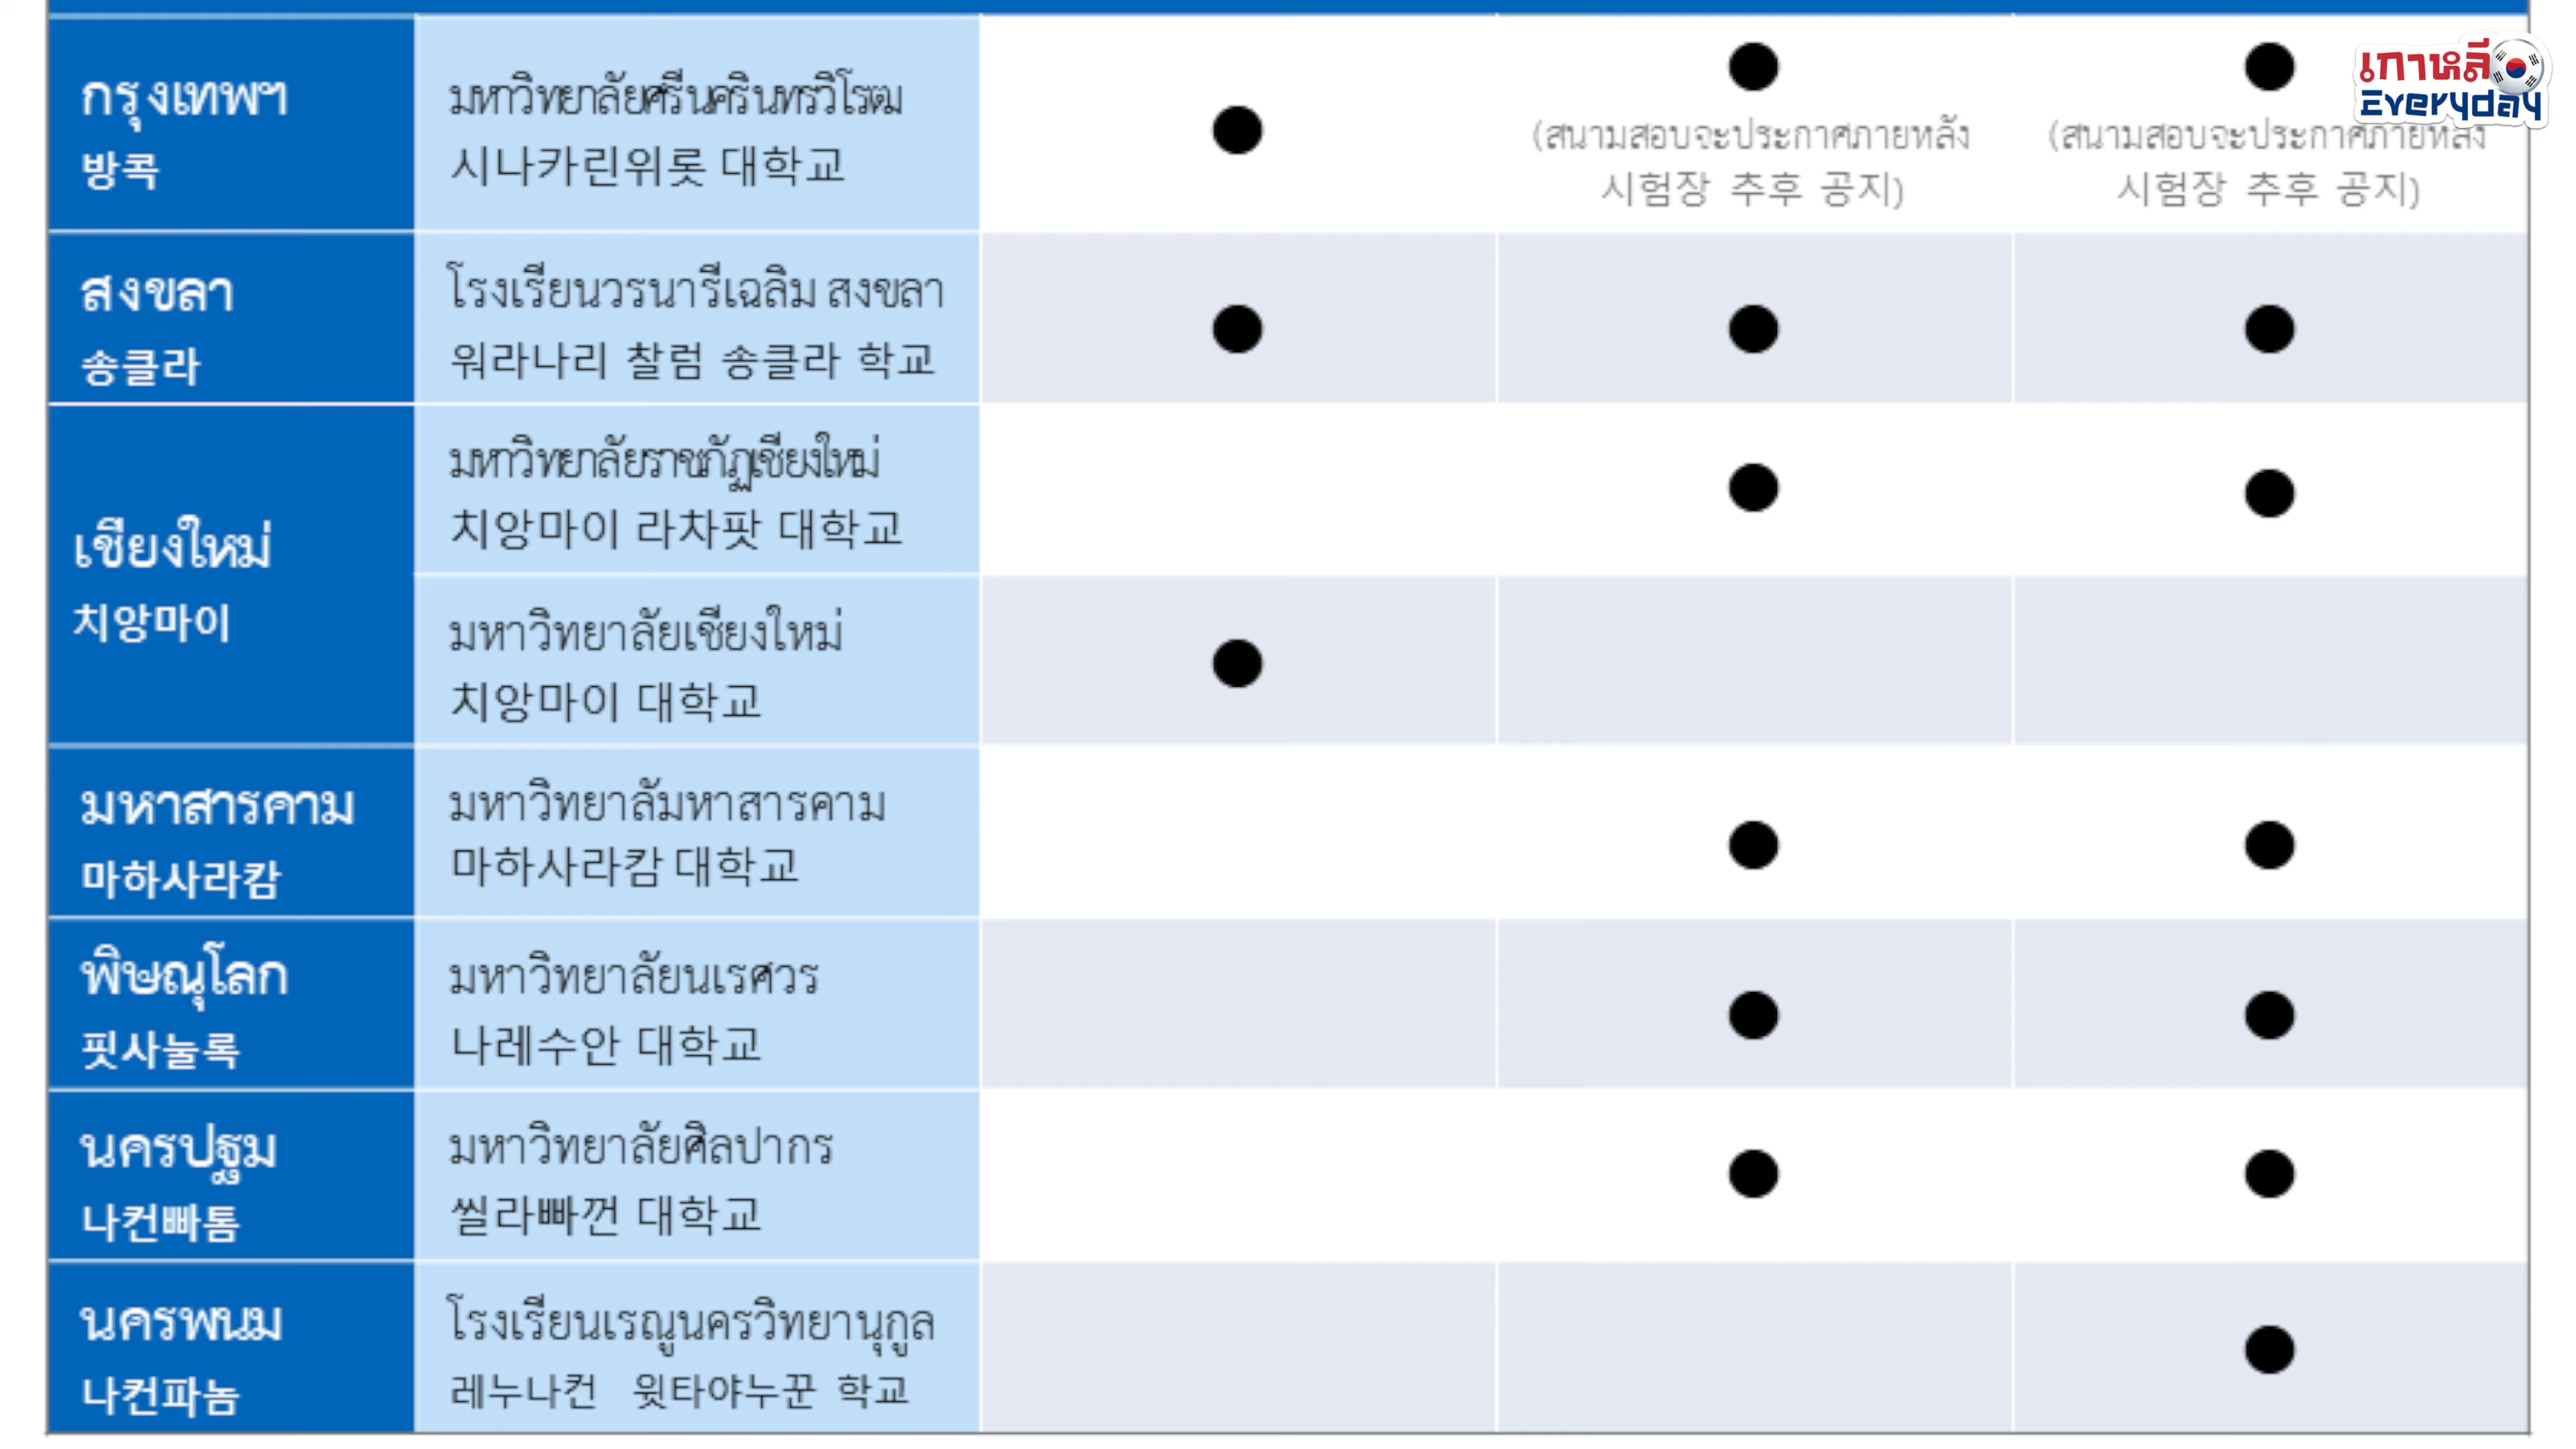 กรุงเทพฯ
방콕
มหาวิทยาลัยศรีนครินทรวิโรฒ
시나카린위롯 대학교
(สนามสอบจะประกาศภายหลัง
시험장 추후 공지)
(สนามสอบจะประกาศภายหลัง
시험장 추후 공지)
เกาหลี
Everyday
สงขลา
송클라
โรงเรียนวรนารีเฉลิม สงขลา
워라나리 찰럼 송클라 학교
เชียงใหม่
치앙마이
มหาวิทยาลัยราชภัฏเชียงใหม่
치앙마이 라차팟 대학교
มหาวิทยาลัยเชียงใหม่
치앙마이 대학교
มหาสารคาม
마하사라캄
มหาวิทยาลัมหาสารคาม
마하사라캄 대학교
พิษณุโลก
핏사눌록
มหาวิทยาลัยนเรศวร
나레수안 대학교
นครปฐม
나컨빠톰
มหาวิทยาลัยศิลปากร
씰라빠껀 대학교
นครพนม
나컨파놈
โรงเรียนเรณูนครวิทยานุกูล
레누나컨 윗타야누꾼 학교